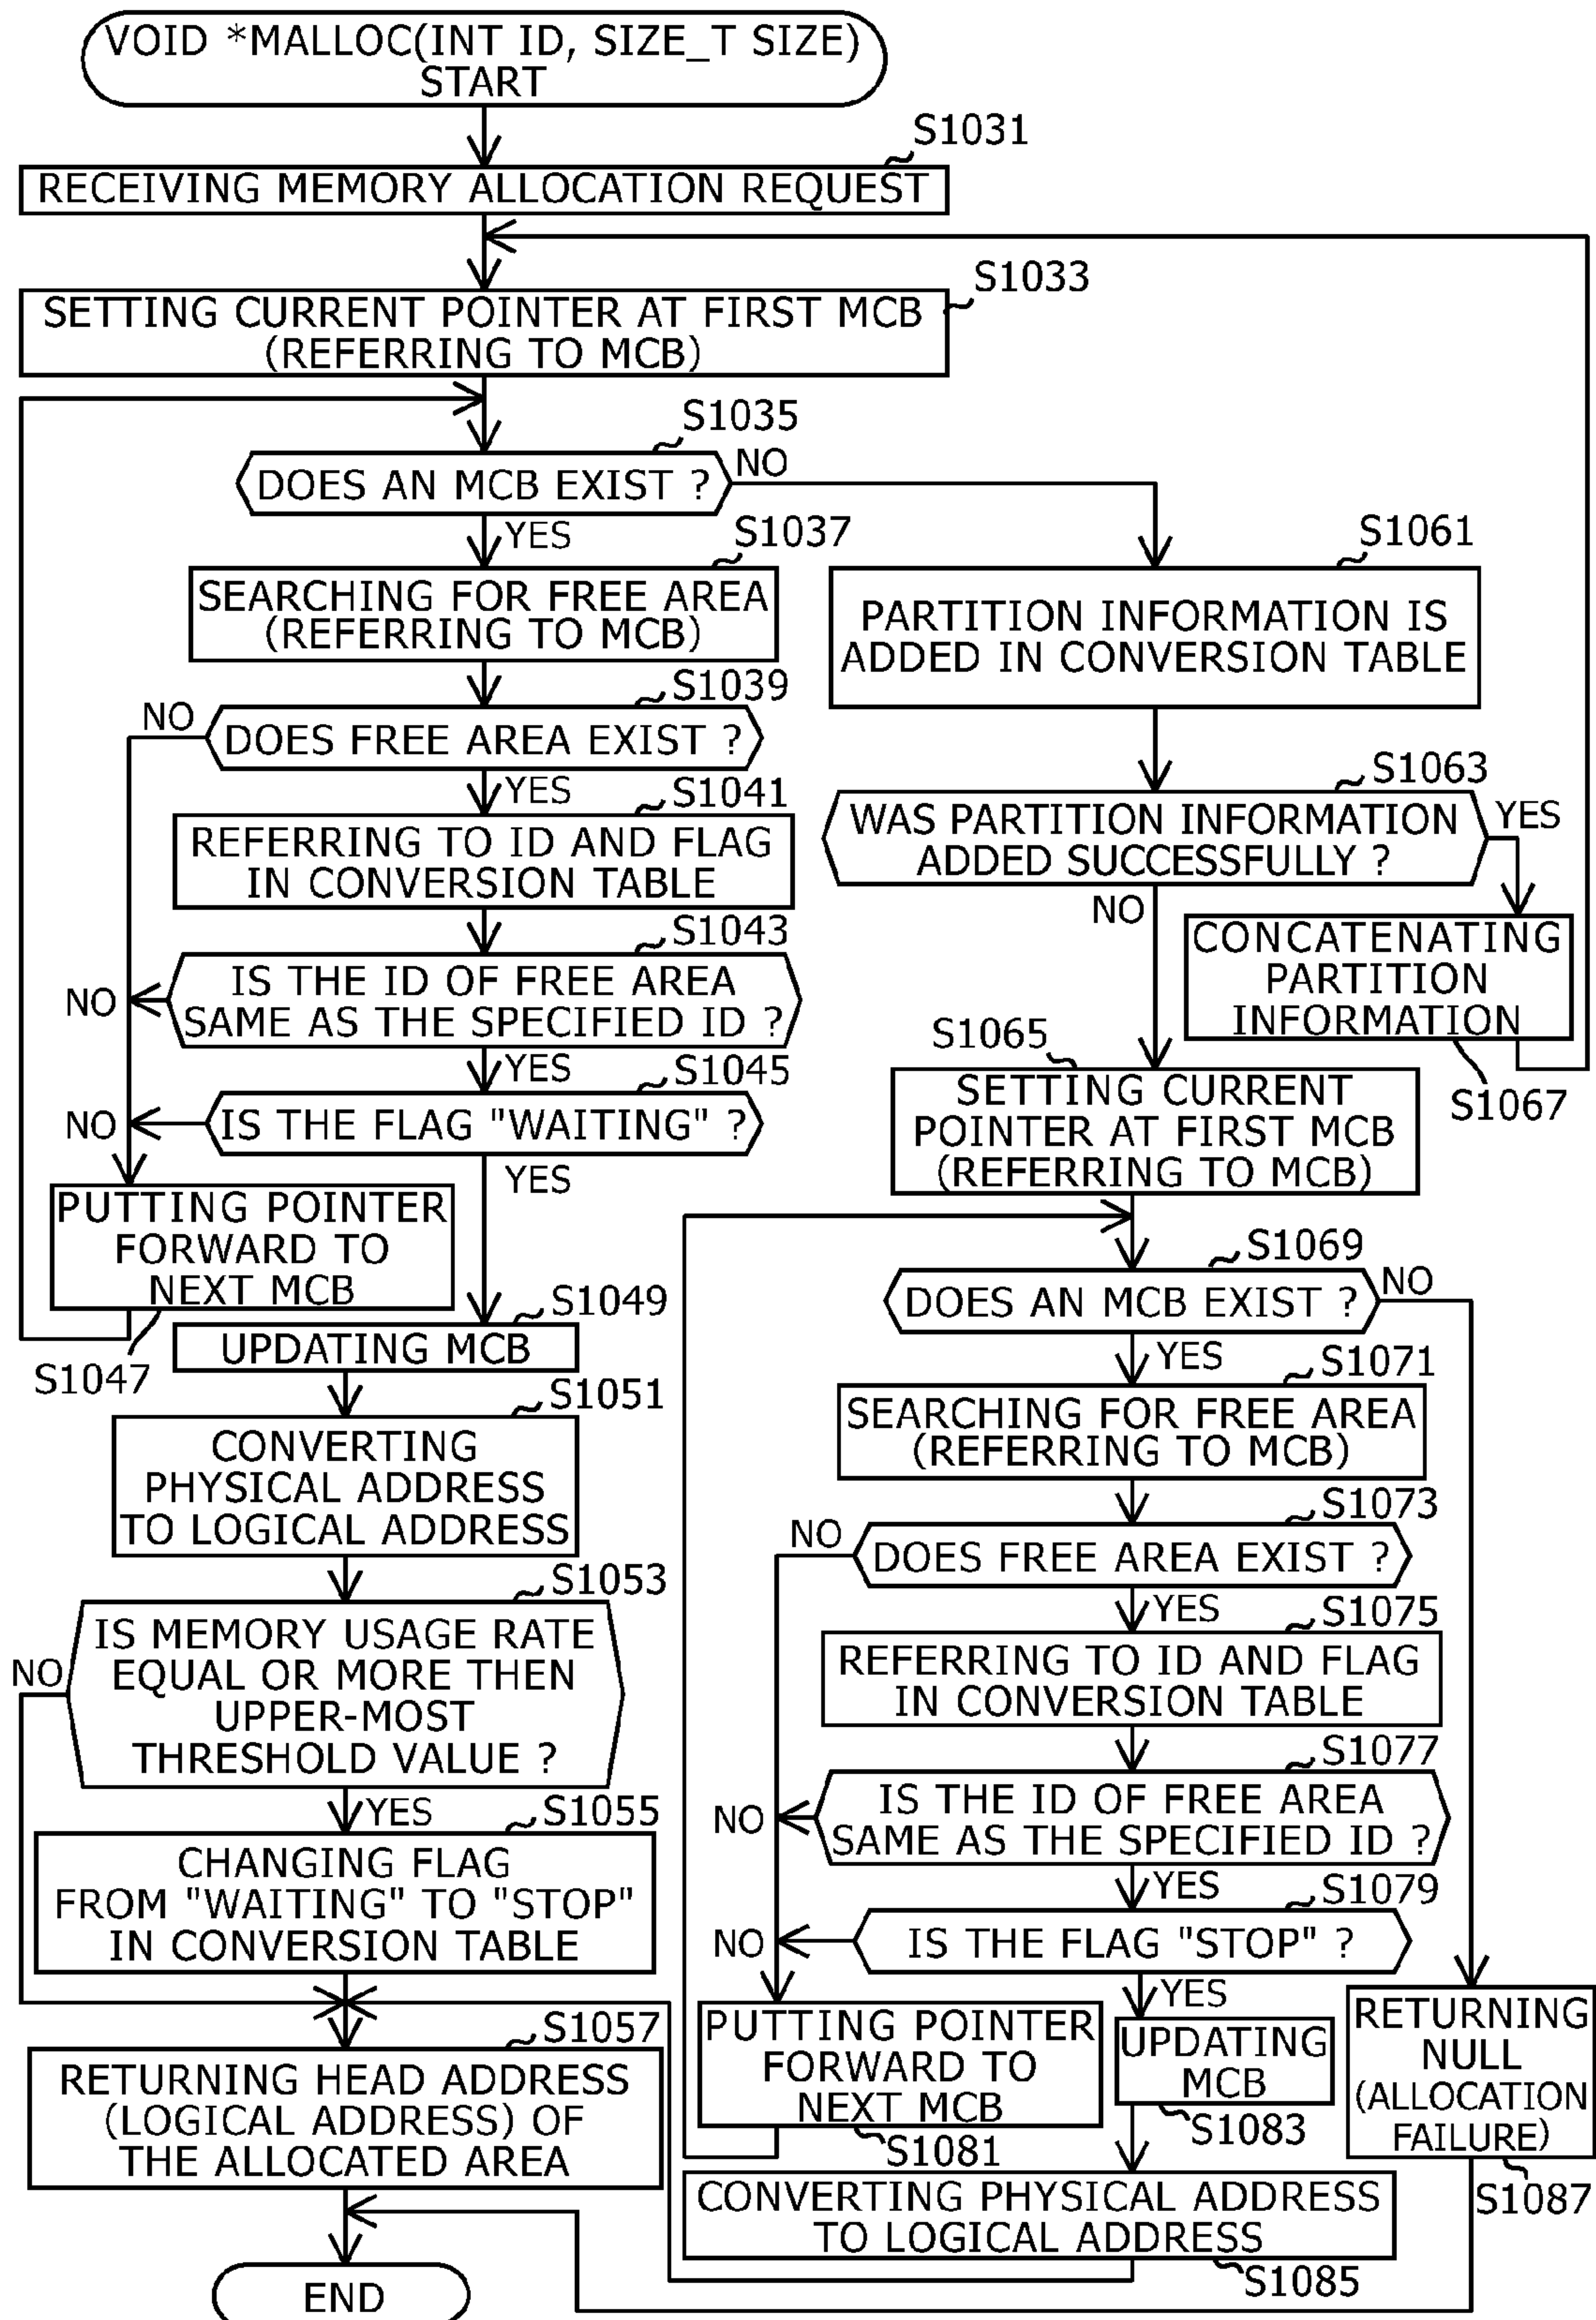 VOID *MALLOC(INT ID, SIZE_T SIZE)
START
S1031
RECEIVING MEMORY ALLOCATION REQUEST
S1033
SETTING CURRENT POINTER AT FIRST MCB
(REFERRING TO MCB)
S1035
DOES AN MCB EXIST ?
NO
YES
S1037
SEARCHING FOR FREE AREA
(REFERRING TO MCB)
S1039
NO
DOES FREE AREA EXIST ?
YES
S1041
REFERRING TO ID AND FLAG
IN CONVERSION TABLE
S1043
IS THE ID OF FREE AREA
SAME AS THE SPECIFIED ID ?
NO
YES
S1045
NO
IS THE FLAG "WAITING" ?
YES
PUTTING POINTER
FORWARD TO
NEXT MCB
S1047
S1049
UPDATING MCB
S1051
CONVERTING
PHYSICAL ADDRESS
TO LOGICAL ADDRESS
S1053
IS MEMORY USAGE RATE
EQUAL OR MORE THEN
UPPER-MOST
THRESHOLD VALUE ?
NO
YES
S1055
CHANGING FLAG
FROM "WAITING" TO "STOP"
IN CONVERSION TABLE
S1057
RETURNING HEAD ADDRESS
(LOGICAL ADDRESS) OF
THE ALLOCATED AREA
END
S1061
PARTITION INFORMATION IS
ADDED IN CONVERSION TABLE
S1063
WAS PARTITION INFORMATION
ADDED SUCCESSFULLY ?
YES
NO
CONCATENATING
PARTITION
INFORMATION
S1067
S1065
SETTING CURRENT
POINTER AT FIRST MCB
(REFERRING TO MCB)
S1069
DOES AN MCB EXIST ?
NO
YES
S1071
SEARCHING FOR FREE AREA
(REFERRING TO MCB)
S1073
NO
DOES FREE AREA EXIST ?
YES
S1075
REFERRING TO ID AND FLAG
IN CONVERSION TABLE
S1077
IS THE ID OF FREE AREA
SAME AS THE SPECIFIED ID ?
NO
YES
S1079
NO
IS THE FLAG "STOP" ?
YES
PUTTING POINTER
FORWARD TO
NEXT MCB
S1081
UPDATING
MCB
S1083
RETURNING
NULL
(ALLOCATION
FAILURE)
S1087
CONVERTING PHYSICAL ADDRESS
TO LOGICAL ADDRESS
S1085